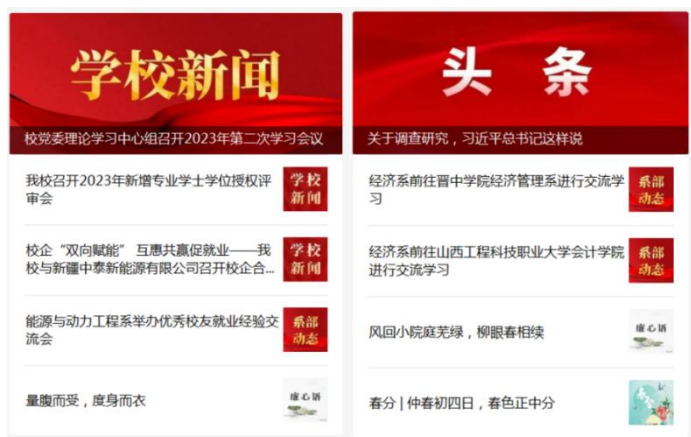 学校新闻
校党委理论学习中心组召开2023年第二次学习会议
我校召开2023年新增专业学士学位授权评
审会
学校
新闻
校企“双向赋能” 互惠共赢促就业——我
校与新疆中泰新能源有限公司召开校企合...
学校
新闻
能源与动力工程系举办优秀校友就业经验交
流会
系部
动态
量腹而受，度身而衣
廉心语
头 条
关于调查研究，习近平总书记这样说
经济系前往晋中学院经济管理系进行交流学
习
系部
动态
经济系前往山西工程科技职业大学会计学院
进行交流学习
系部
动态
风回小院庭芜绿，柳眼春相续
廉心语
春分 | 仲春初四日，春色正中分